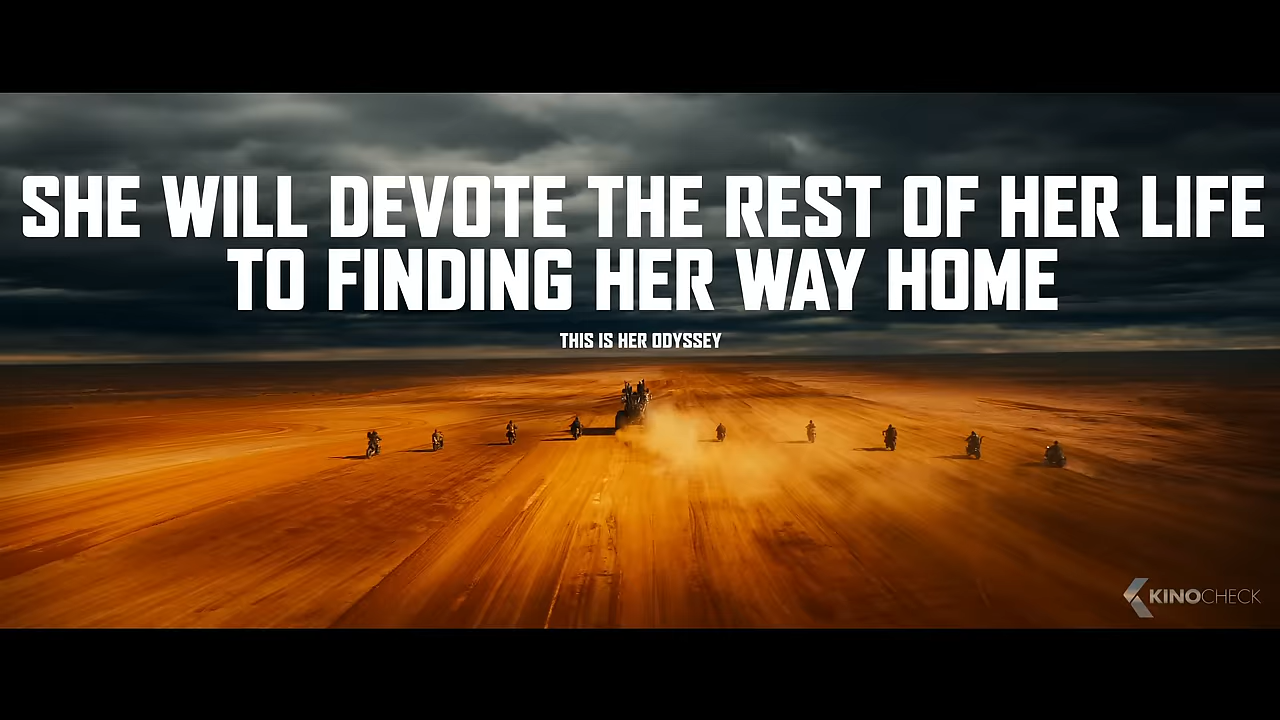 SHE WILL DEVOTE THE REST OF HER LIFE
TO FINDING HER WAY HOME
THIS IS HER ODYSSEY
KINOCHECK